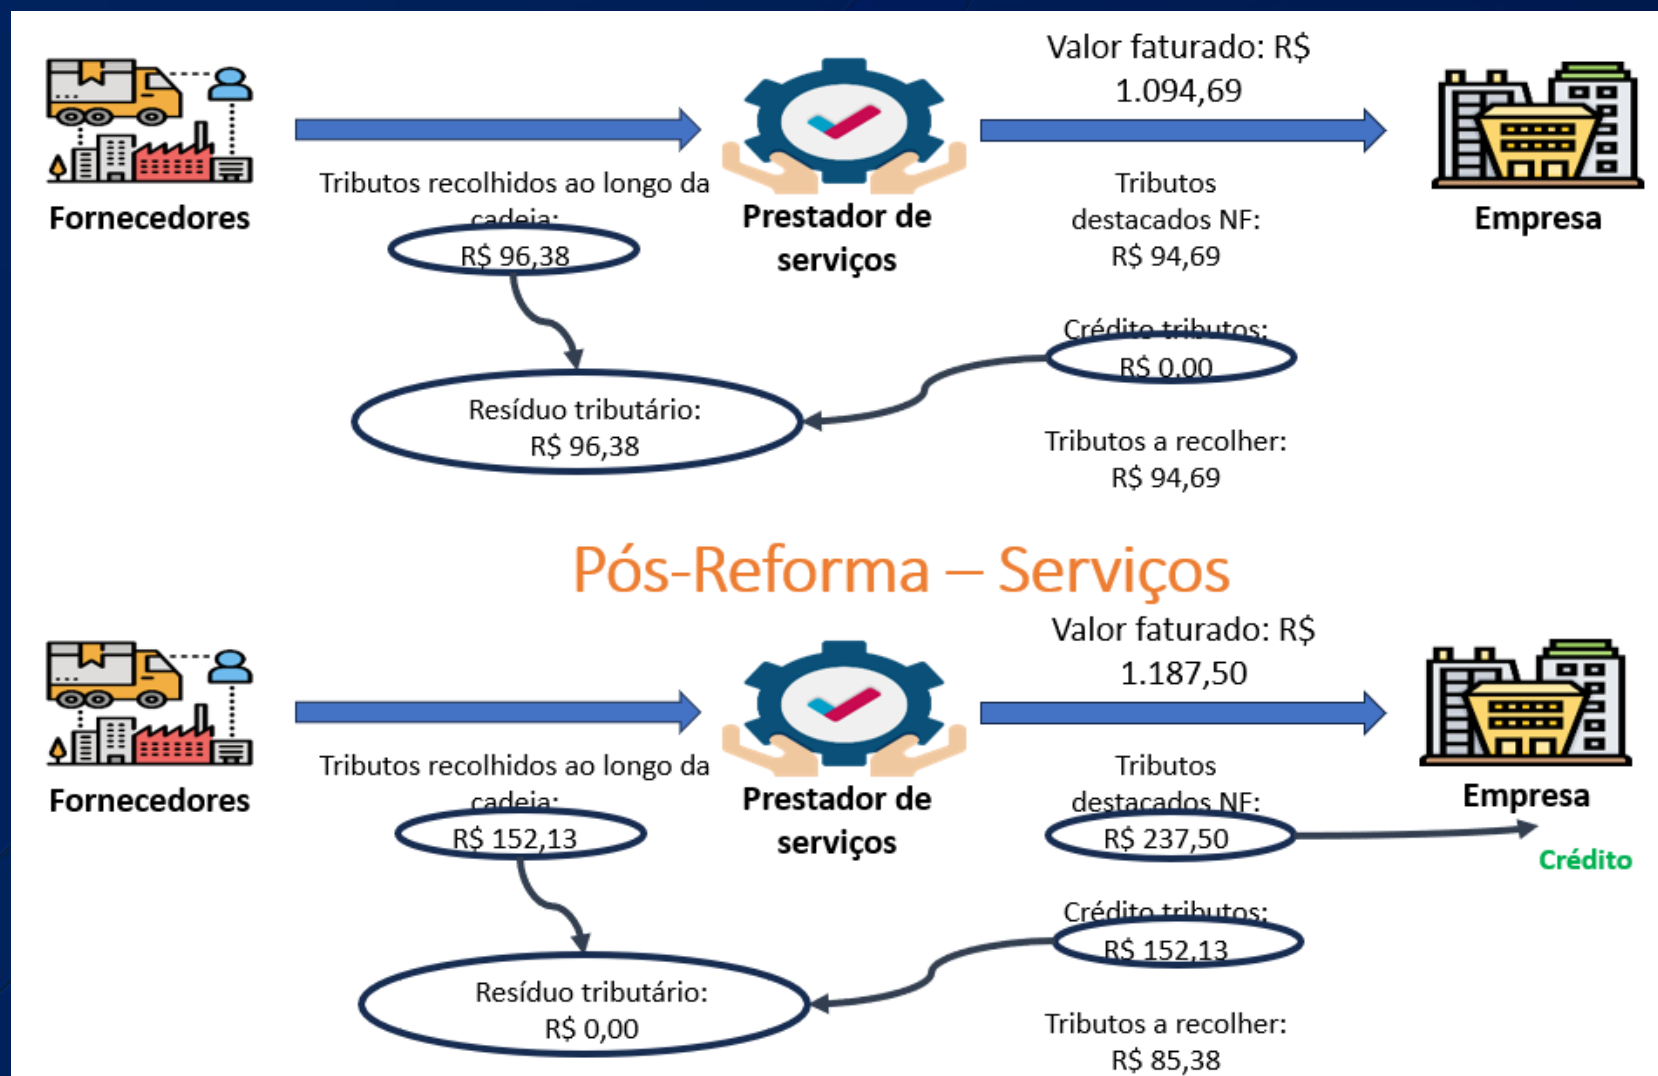 Valor faturado: R$
1.094,69
Fornecedores
Tributos recolhidos ao longo da
cadeia:
R$ 96,38
Prestador de
serviços
Tributos
destacados NF:
R$ 94,69
Empresa
Crédito tributos:
R$ 0,00
Resíduo tributário:
R$ 96,38
Tributos a recolher:
R$ 94,69
Pós-Reforma – Serviços
Valor faturado: R$
1.187,50
Fornecedores
Tributos recolhidos ao longo da
cadeia:
R$ 152,13
Prestador de
serviços
Tributos
destacados NF:
R$ 237,50
Empresa
Crédito
Crédito tributos:
R$ 152,13
Resíduo tributário:
R$ 0,00
Tributos a recolher:
R$ 85,38